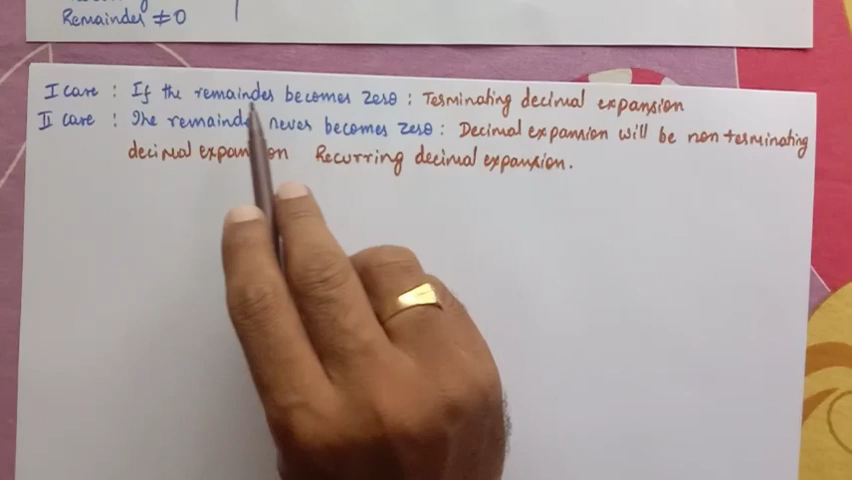 Remainder ≠0
I case : If the remainder becomes zero : Terminating decimal expansion
II case : The remainder never becomes zero : Decimal expansion will be non terminating
decimal expansion Recurring decimal expansion.